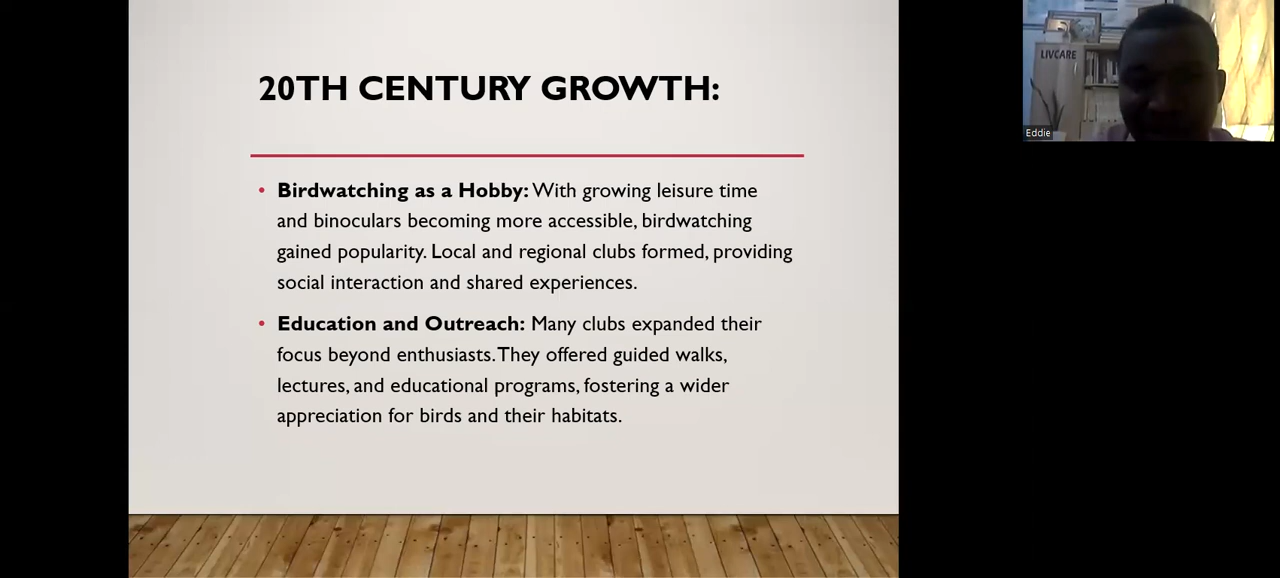 20TH CENTURY GROWTH:
• Birdwatching as a Hobby: With growing leisure time
and binoculars becoming more accessible, birdwatching
gained popularity. Local and regional clubs formed, providing
social interaction and shared experiences.
• Education and Outreach: Many clubs expanded their
focus beyond enthusiasts. They offered guided walks,
lectures, and educational programs, fostering a wider
appreciation for birds and their habitats.
LIVCARE
Eddie